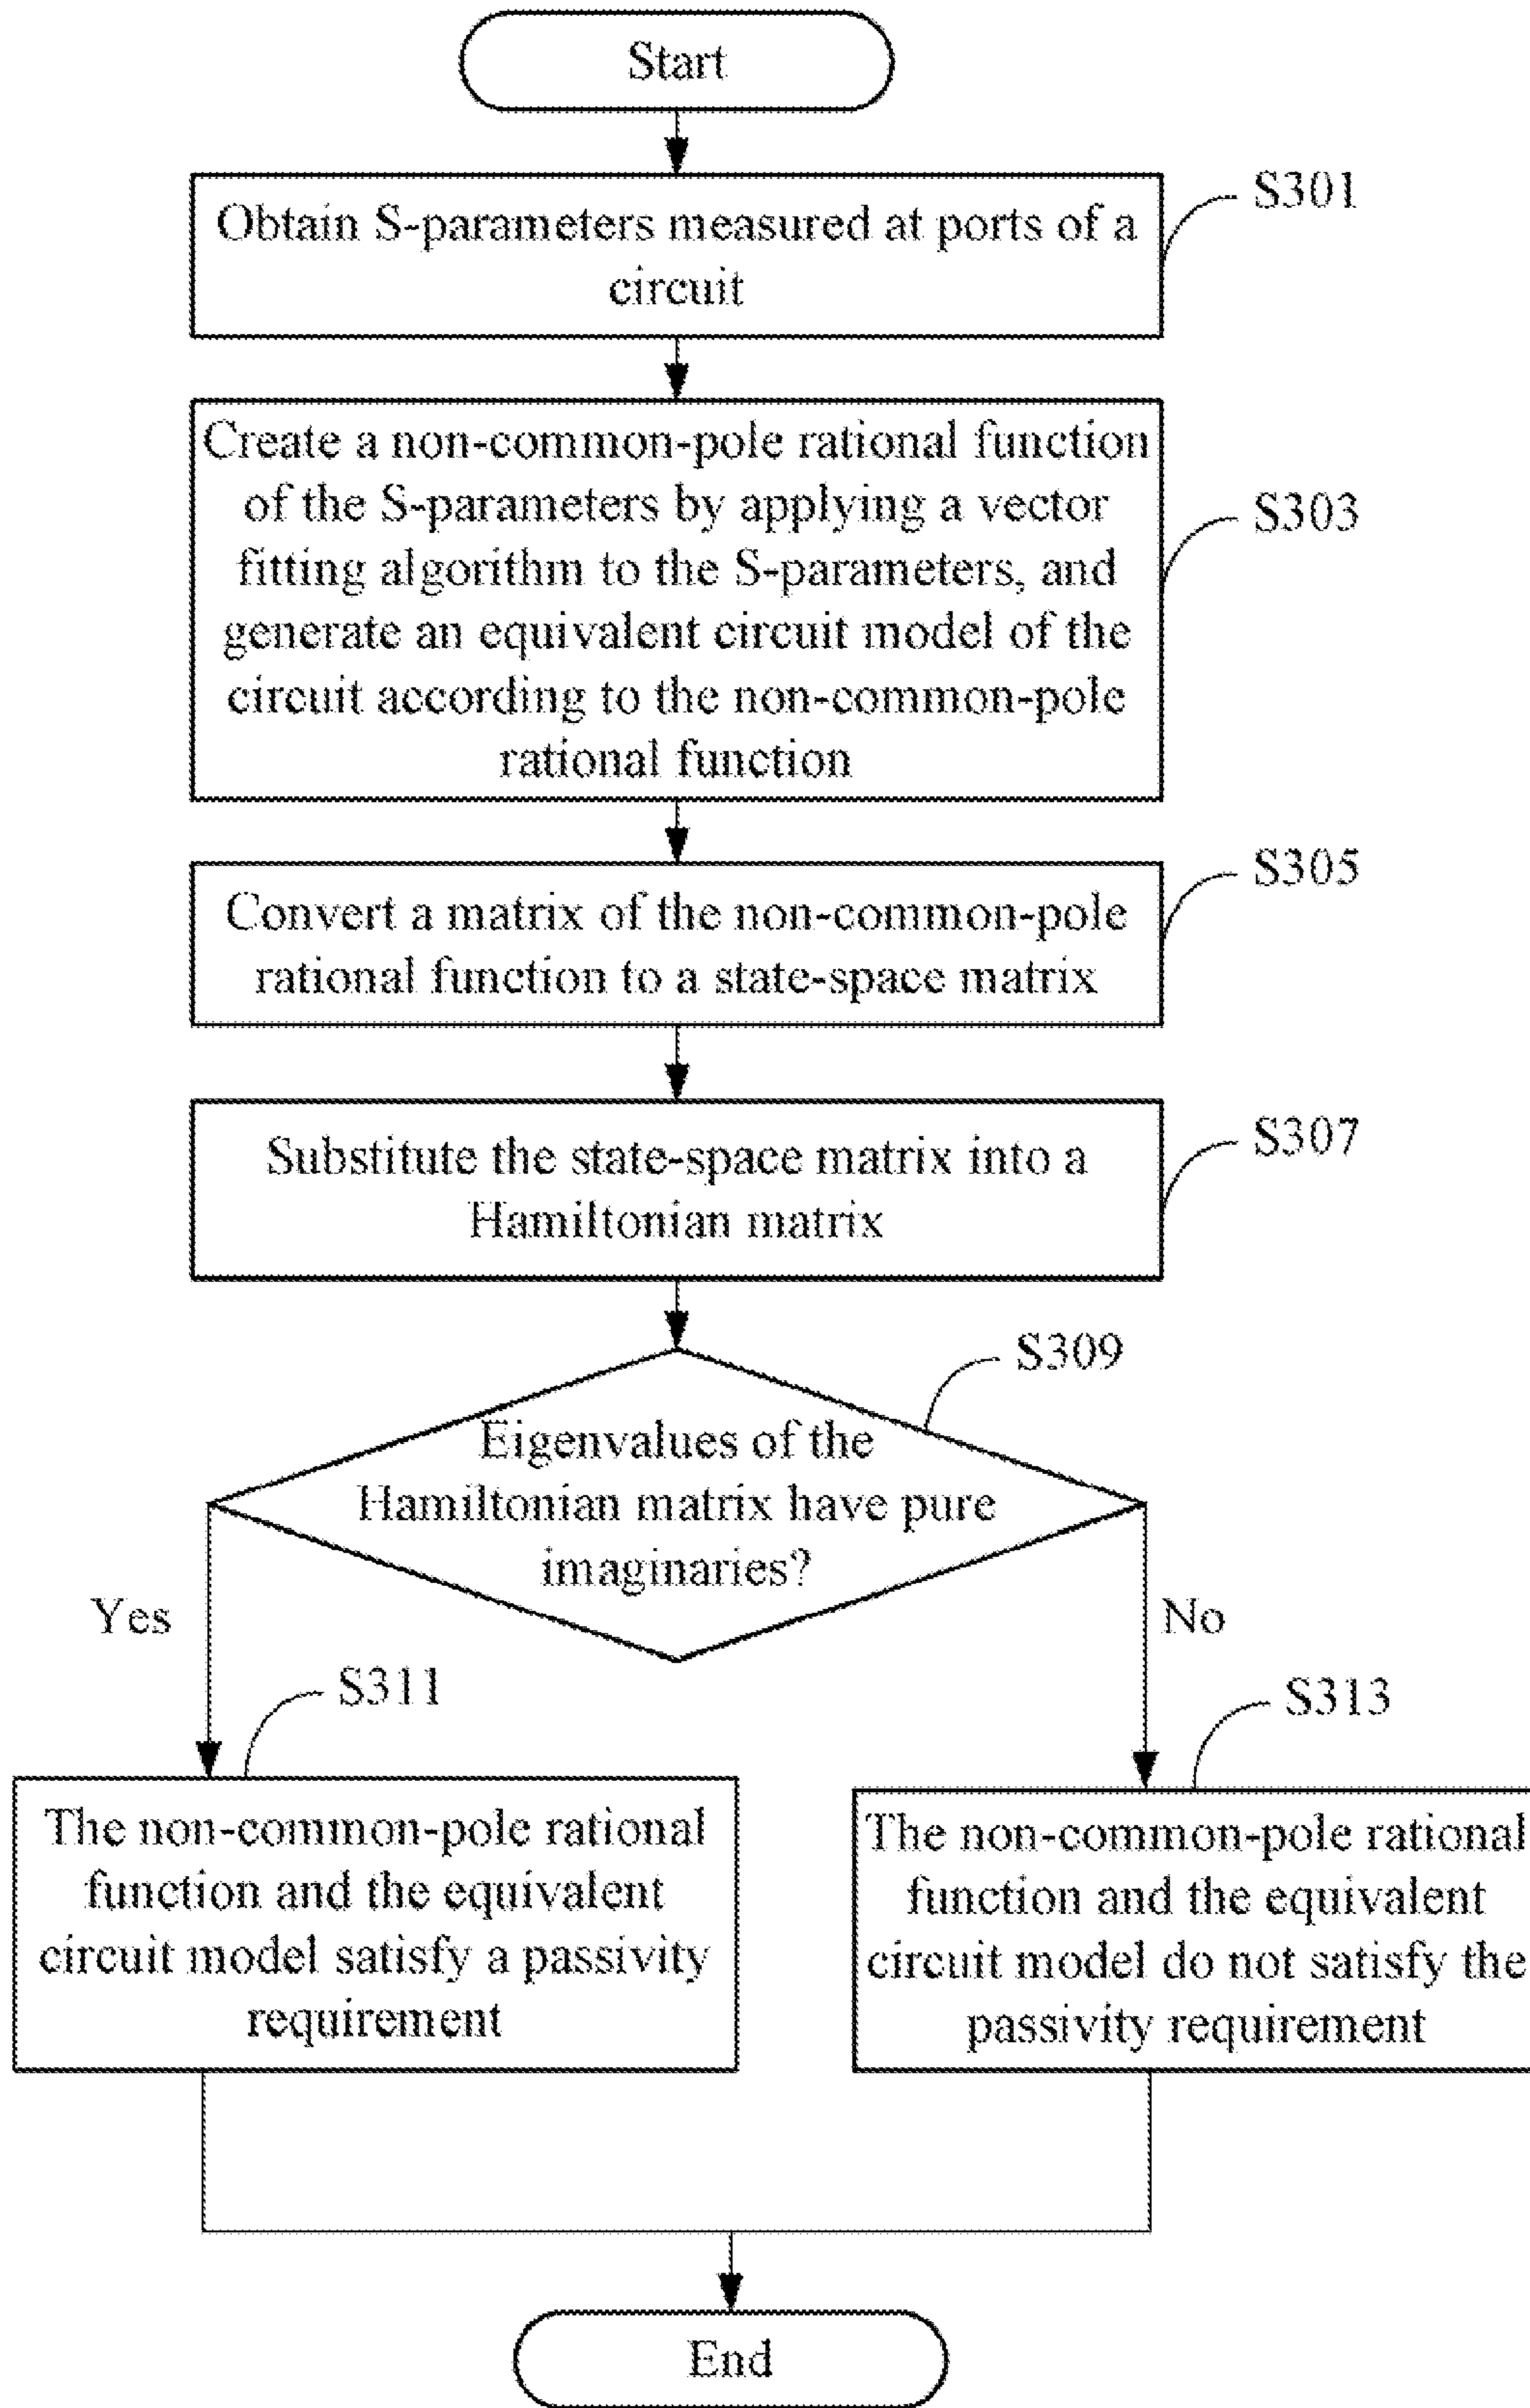 Start
S301
Obtain S-parameters measured at ports of a
circuit
Create a non-common-pole rational function
of the S-parameters by applying a vector
fitting algorithm to the S-parameters, and
generate an equivalent circuit model of the
circuit according to the non-common-pole
rational function
S303
S305
Convert a matrix of the non-common-pole
rational function to a state-space matrix
S307
Substitute the state-space matrix into a
Hamiltonian matrix
S309
Eigenvalues of the
Hamiltonian matrix have pure
imaginaries?
Yes
No
S311
S313
The non-common-pole rational
function and the equivalent
circuit model satisfy a passivity
requirement
The non-common-pole rational
function and the equivalent
circuit model do not satisfy the
passivity requirement
End